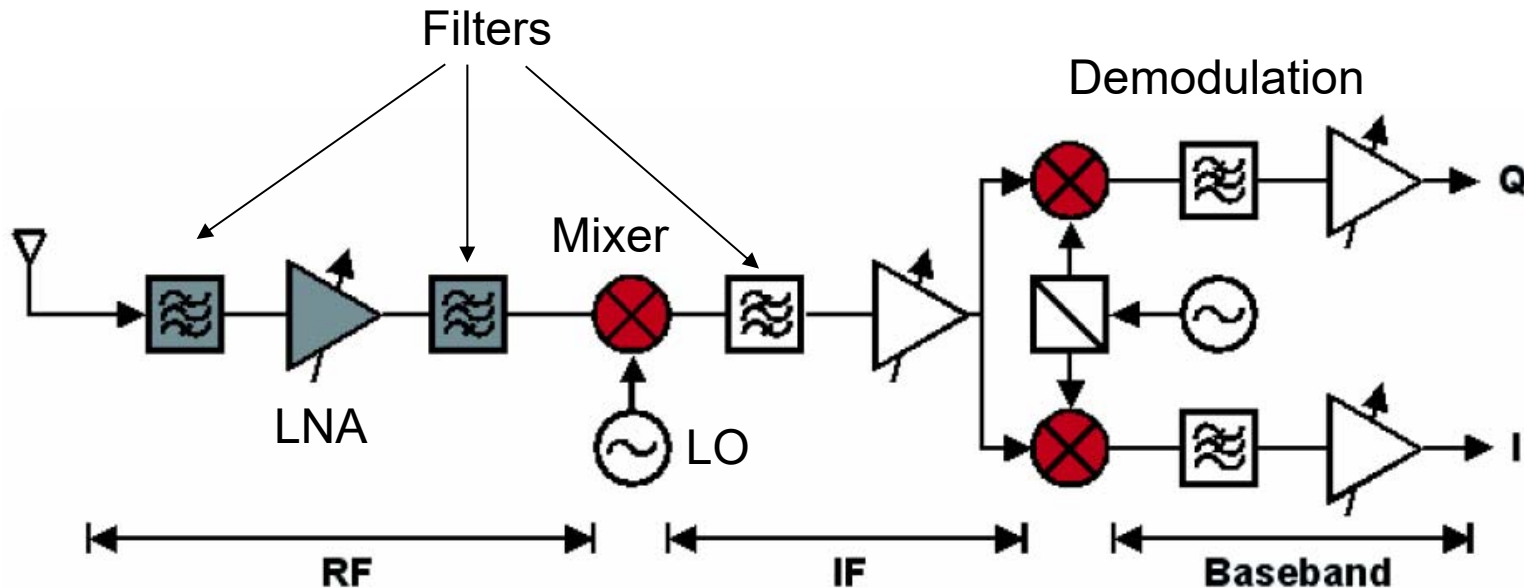 Filters
Demodulation
Q
Mixer
LNA
LO
I
RF
IF
Baseband